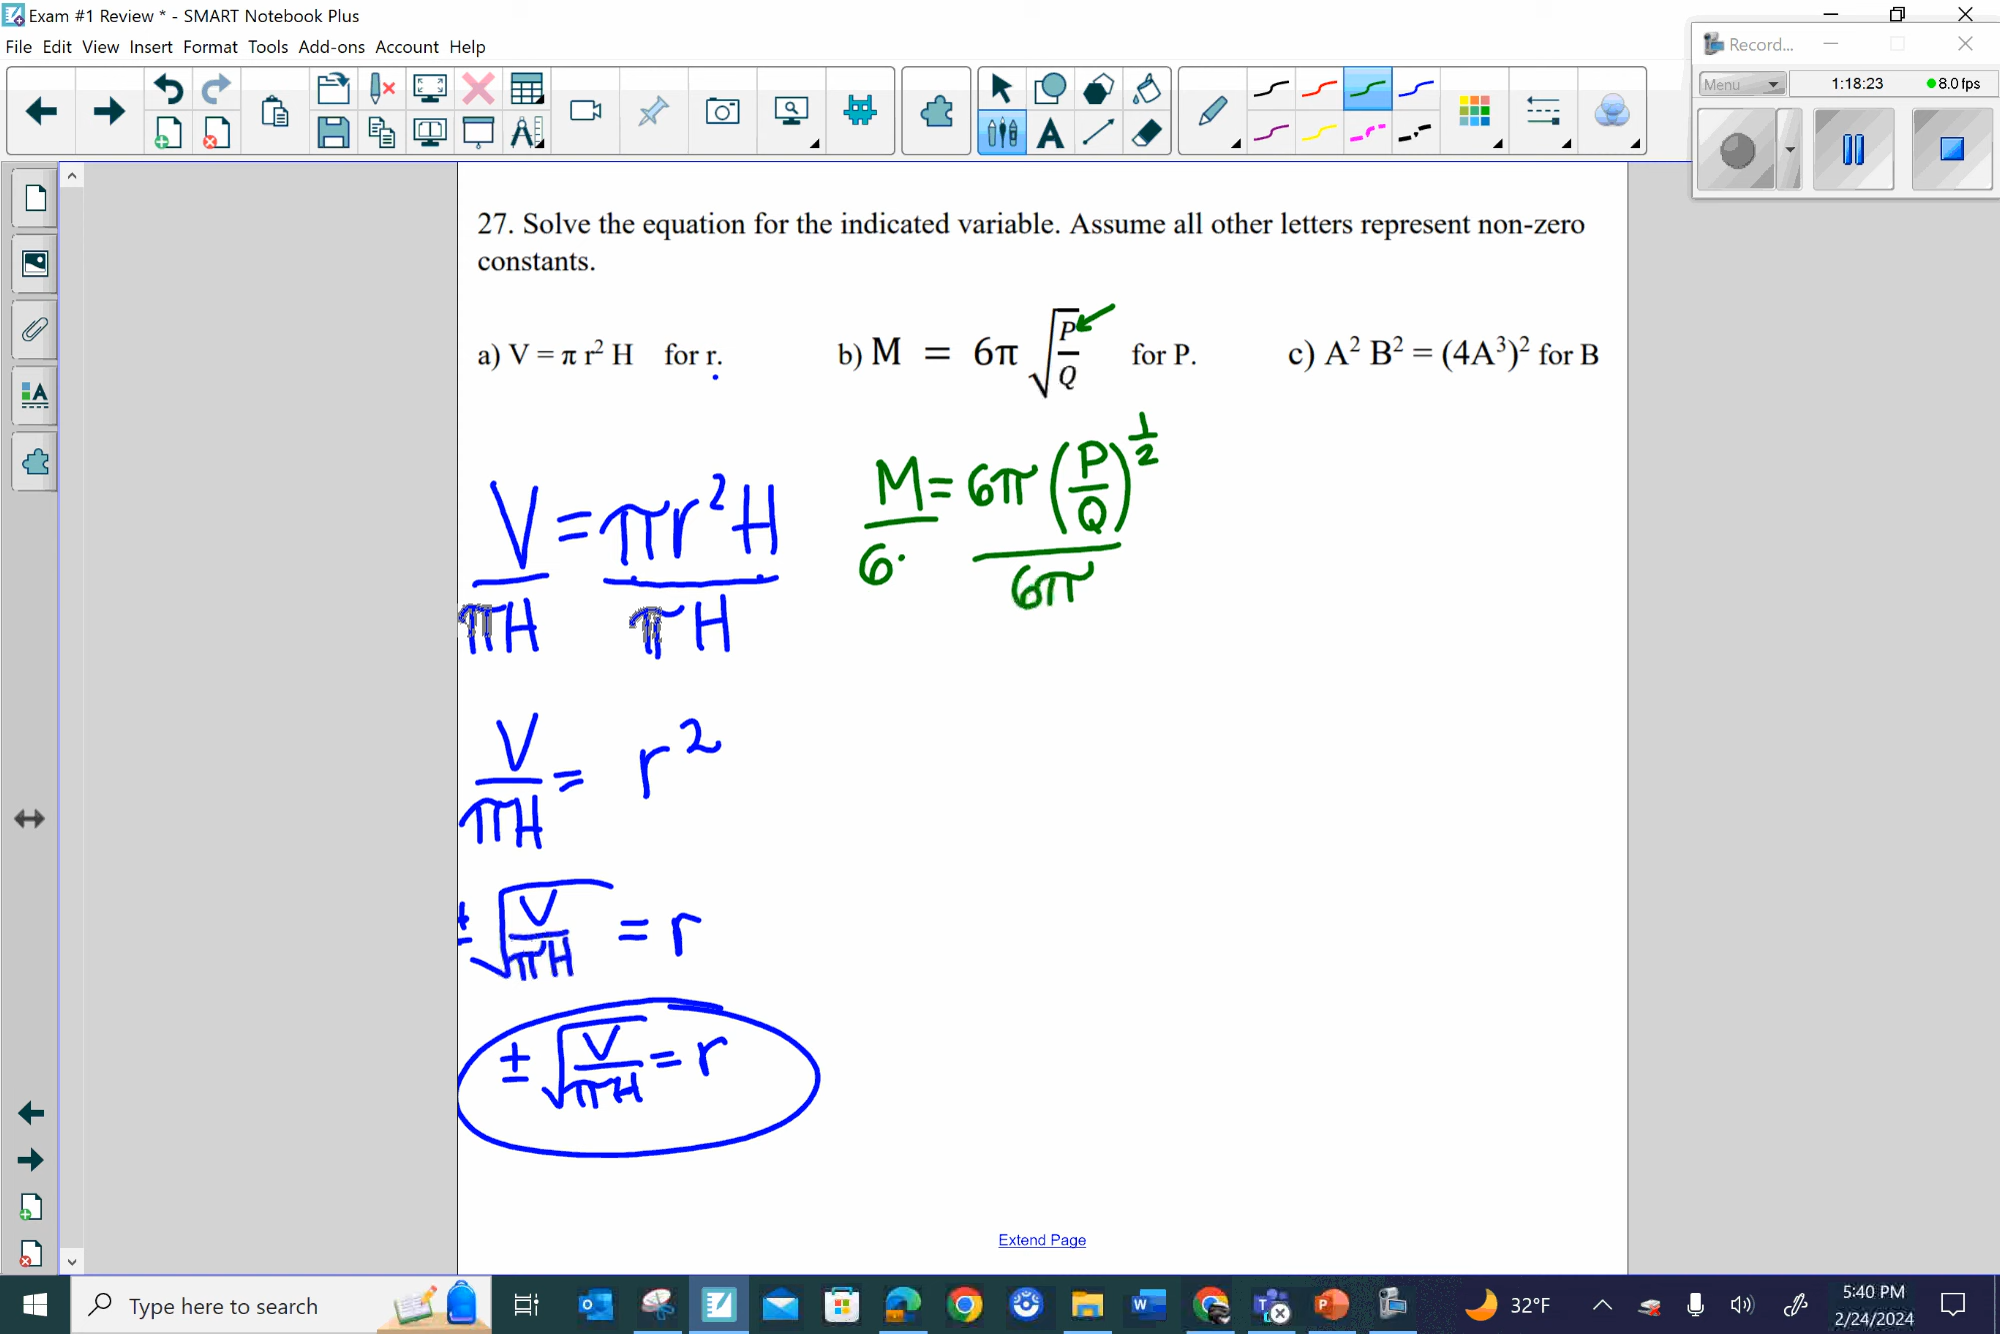 Exam #1 Review * - SMART Notebook Plus
File Edit View Insert Format Tools Add-ons Account Help
Record...
Menu
1:18:23
8.0 fps
27. Solve the equation for the indicated variable. Assume all other letters represent non-zero
constants.
a) V = π r² H for r.
b) M = 6π √(P/Q) for P.
c) A² B² = (4A³)² for B
V = πr²H
πH πH
V/πH = r²
± √(V/πH) = r
± √(V/πH) = r
M = 6π (P/Q)^1/2
6. 6π
Extend Page
Type here to search
32°F
5:40 PM
2/24/2024